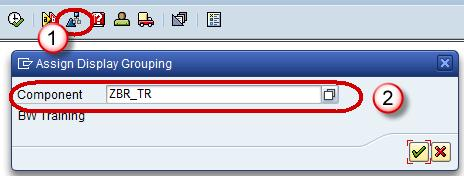 1
Assign Display Grouping
Component ZBR_TR
2
BW Training